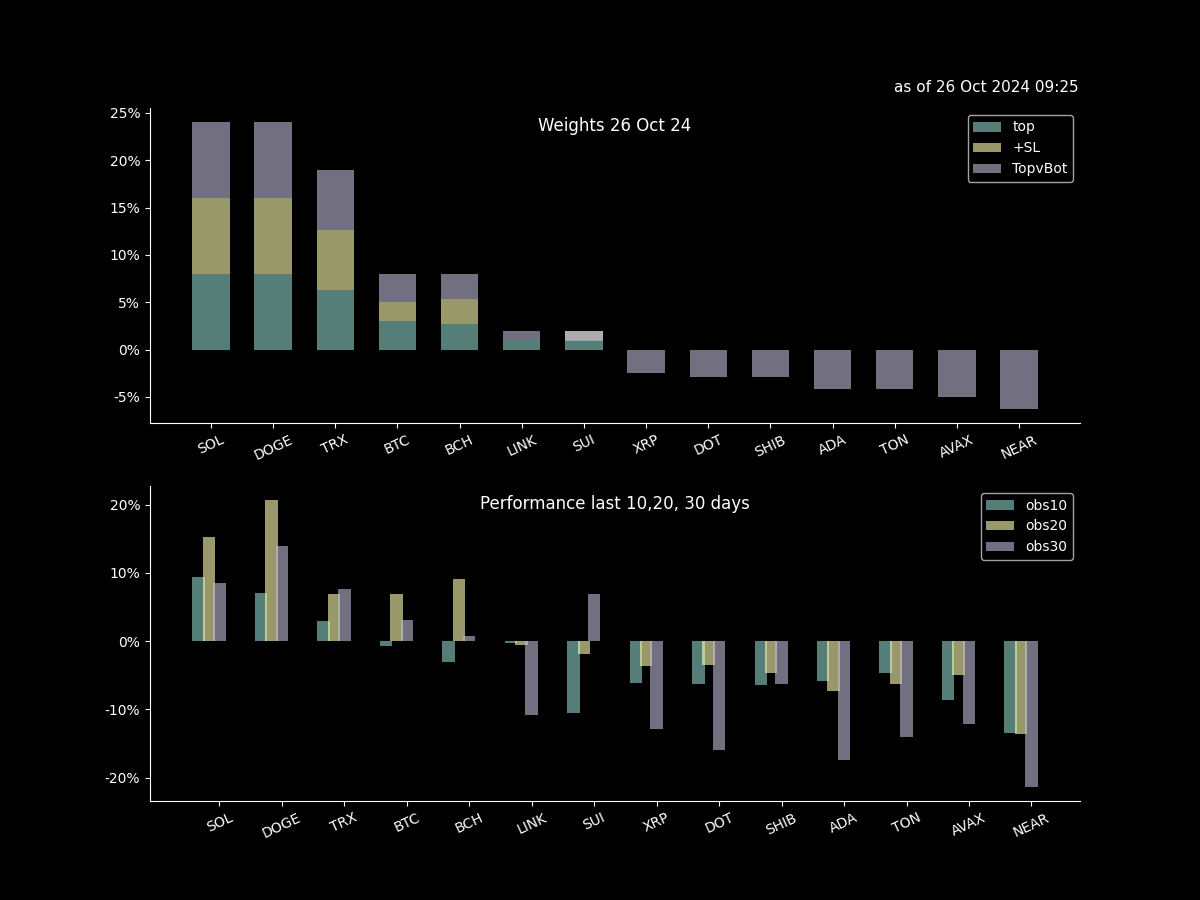 as of 26 Oct 2024 09:25
Weights 26 Oct 24
25%
20%
15%
10%
5%
0%
-5%
top
+SL
TopvBot
SOL DOGE TRX BTC BCH LINK SUI XRP DOT SHIB ADA TON AVAX NEAR
Performance last 10,20, 30 days
20%
10%
0%
-10%
-20%
obs10
obs20
obs30
SOL DOGE TRX BTC BCH LINK SUI XRP DOT SHIB ADA TON AVAX NEAR